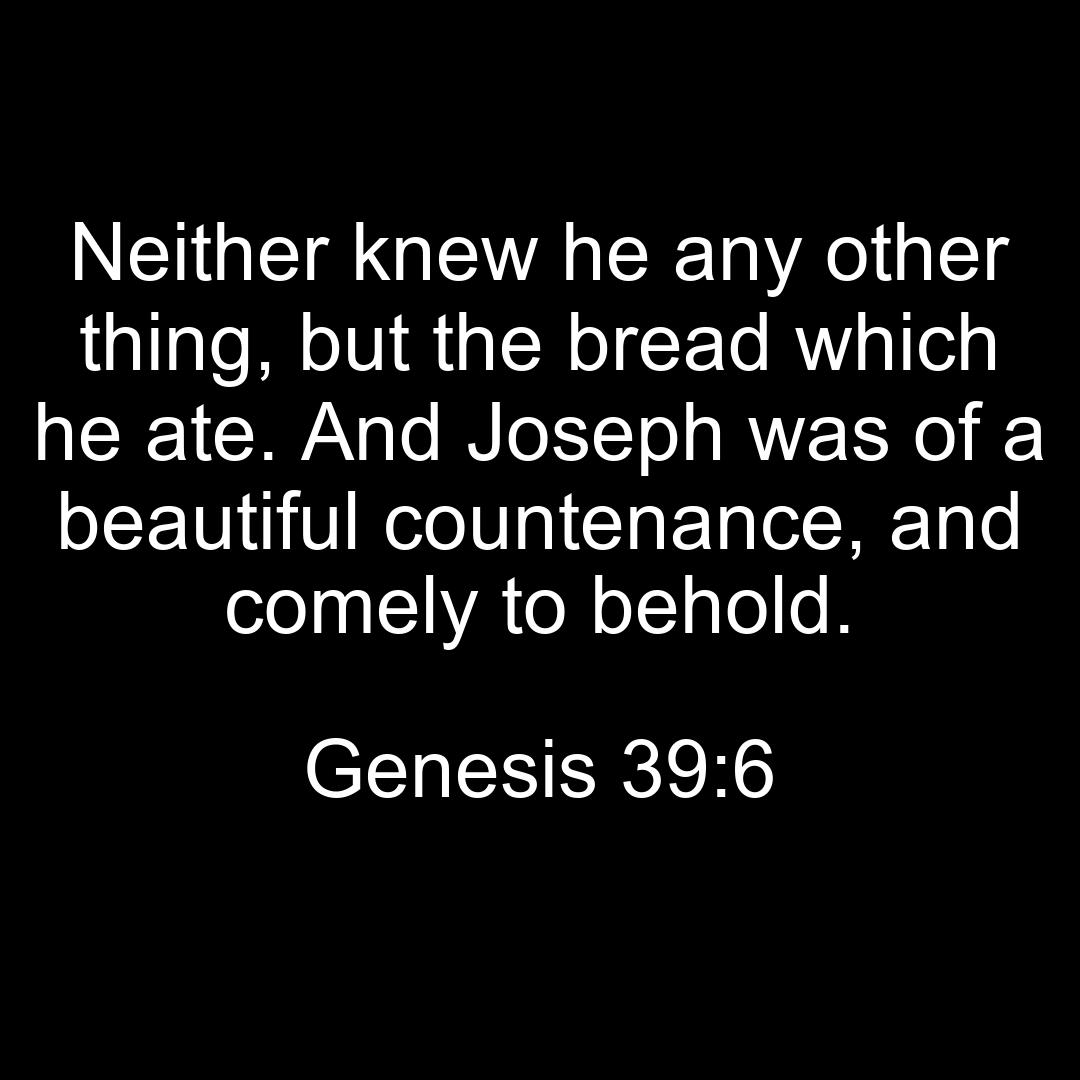 Neither knew he any other
thing, but the bread which
he ate. And Joseph was of a
beautiful countenance, and
comely to behold.
Genesis 39:6